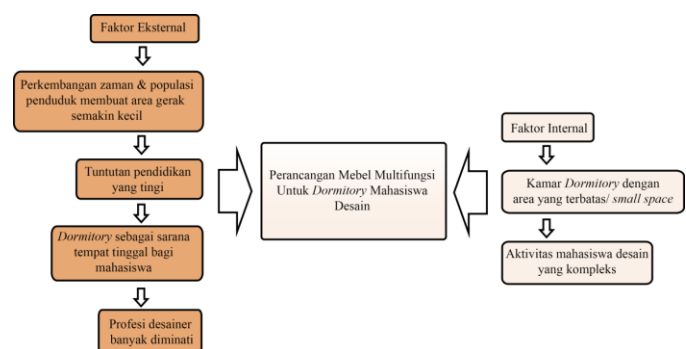 Faktor Eksternal
Perkembangan zaman & populasi
penduduk membuat area gerak
semakin kecil
Tuntutan pendidikan
yang tingi
Dormitory sebagai sarana
tempat tinggal bagi
mahasiswa
Profesi desainer
banyak diminati
Perancangan Mebel Multifungsi
Untuk Dormitory Mahasiswa
Desain
Faktor Internal
Kamar Dormitory dengan
area yang terbatas/ small space
Aktivitas mahasiswa desain
yang kompleks